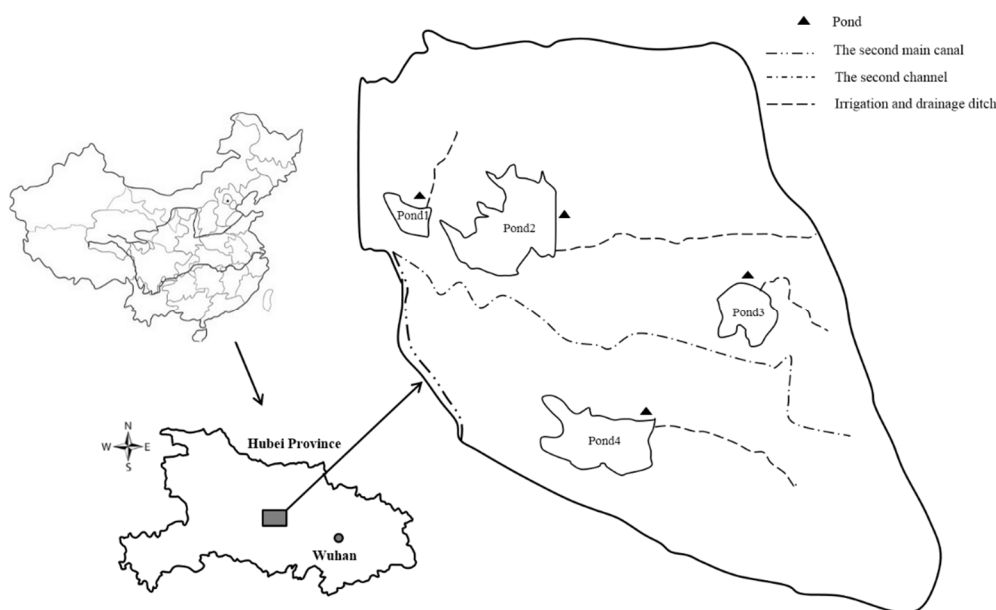 Pond
The second main canal
The second channel
Irrigation and drainage ditch
Pond1
Pond2
Pond3
Pond4
N
W E
S
Hubei Province
Wuhan